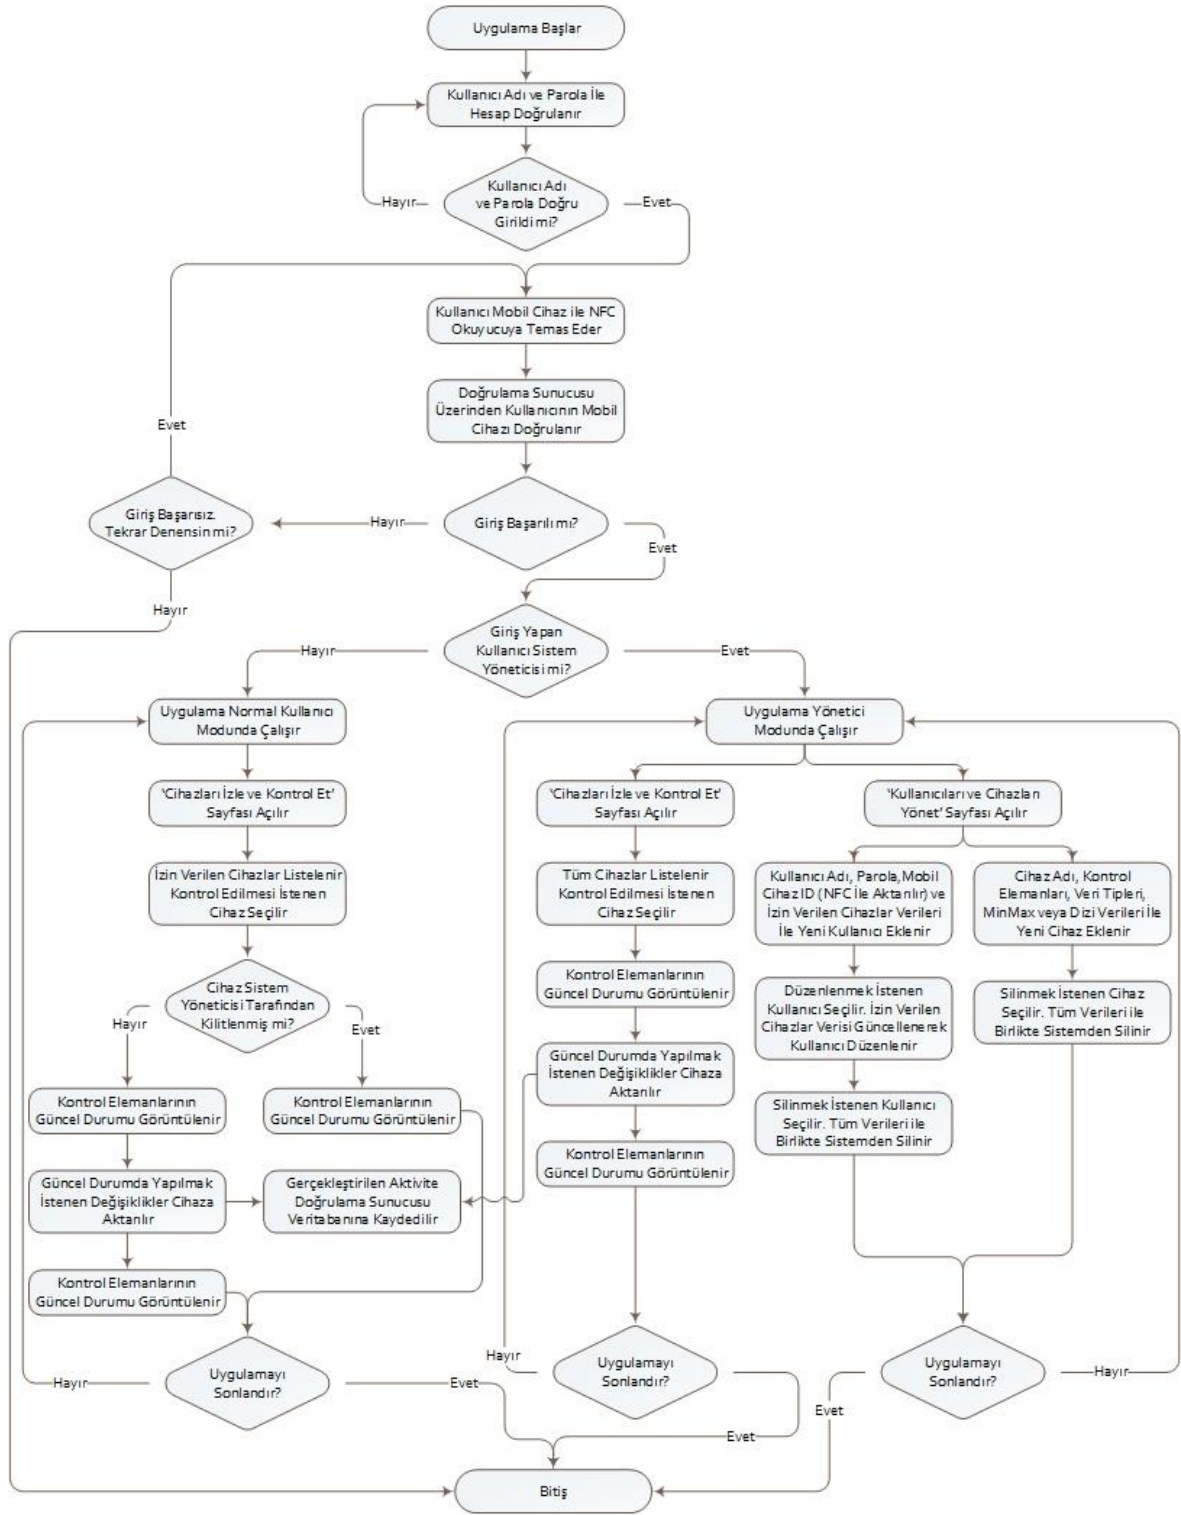 Uygulama Başlar
Kullanıcı Adı ve Parola İle
Hesap Doğrulanır
Kullanıcı Adı
ve Parola Doğru
Girildi mi?
Hayır
Evet
Kullanıcı Mobil Cihaz ile NFC
Okuyucuya Temas Eder
Doğrulama Sunucusu
Üzerinden Kullanıcının Mobil
Cihazı Doğrulanır
Evet
Giriş Başarısız.
Tekrar Denensin mi?
Hayır
Giriş Başarılı mı?
Evet
Hayır
Giriş Yapan
Kullanıcı Sistem
Yöneticisi mi?
Hayır
Evet
Uygulama Normal Kullanıcı
Modunda Çalışır
Uygulama Yönetici
Modunda Çalışır
'Cihazları İzle ve Kontrol Et'
Sayfası Açılır
'Cihazları İzle ve Kontrol Et'
Sayfası Açılır
'Kullanıcıları ve Cihazları
Yönet' Sayfası Açılır
İzin Verilen Cihazlar Listelenir
Kontrol Edilmesi İstenen
Cihaz Seçilir
Tüm Cihazlar Listelenir
Kontrol Edilmesi İstenen
Cihaz Seçilir
Kullanıcı Adı, Parola,Mobil
Cihaz ID (NFC İle Aktarılır) ve
İzin Verilen Cihazlar Verileri
İle Yeni Kullanıcı Eklenir
Cihaz Adı, Kontrol
Elemanları, Veri Tipleri,
MinMax veya Dizi Verileri İle
Yeni Cihaz Eklenir
Cihaz Sistem
Yöneticisi Tarafından
Kilitlenmiş mi?
Hayır
Evet
Kontrol Elemanlarının
Güncel Durumu Görüntülenir
Düzenlenmek İstenen
Kullanıcı Seçilir. İzin Verilen
Cihazlar Verisi Güncellenerek
Kullanıcı Düzenlenir
Silinmek İstenen Cihaz
Seçilir. Tüm Verileri ile
Birlikte Sistemden Silinir
Güncel Durumda Yapılmak
İstenen Değişiklikler Cihaza
Aktarılır
Kontrol Elemanlarının
Güncel Durumu Görüntülenir
Kontrol Elemanlarının
Güncel Durumu Görüntülenir
Silinmek İstenen Kullanıcı
Seçilir. Tüm Verileri ile
Birlikte Sistemden Silinir
Kontrol Elemanlarının
Güncel Durumu Görüntülenir
Güncel Durumda Yapılmak
İstenen Değişiklikler Cihaza
Aktarılır
Gerçekleştirilen Aktivite
Doğrulama Sunucusu
Veritabanına Kaydedilir
Kontrol Elemanlarının
Güncel Durumu Görüntülenir
Uygulamayı
Sonlandır?
Hayır
Evet
Uygulamayı
Sonlandır?
Hayır
Evet
Uygulamayı
Sonlandır?
Hayır
Evet
Bitiş